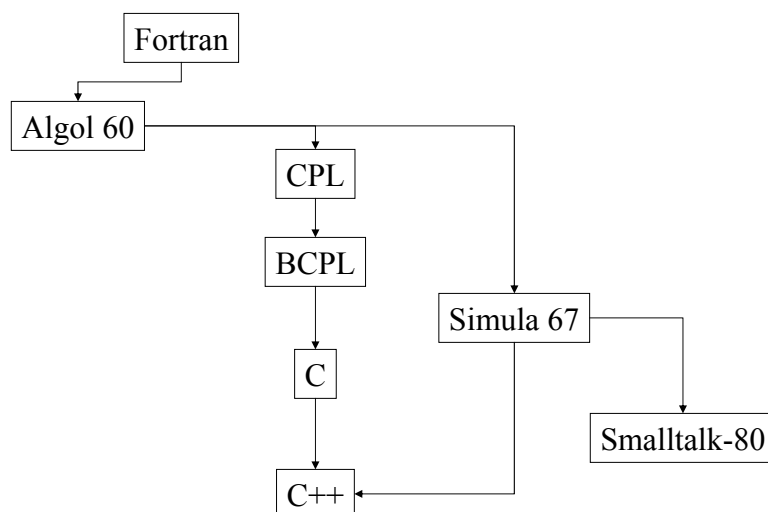 Fortran
Algol 60
CPL
BCPL
Simula 67
C
Smalltalk-80
C++